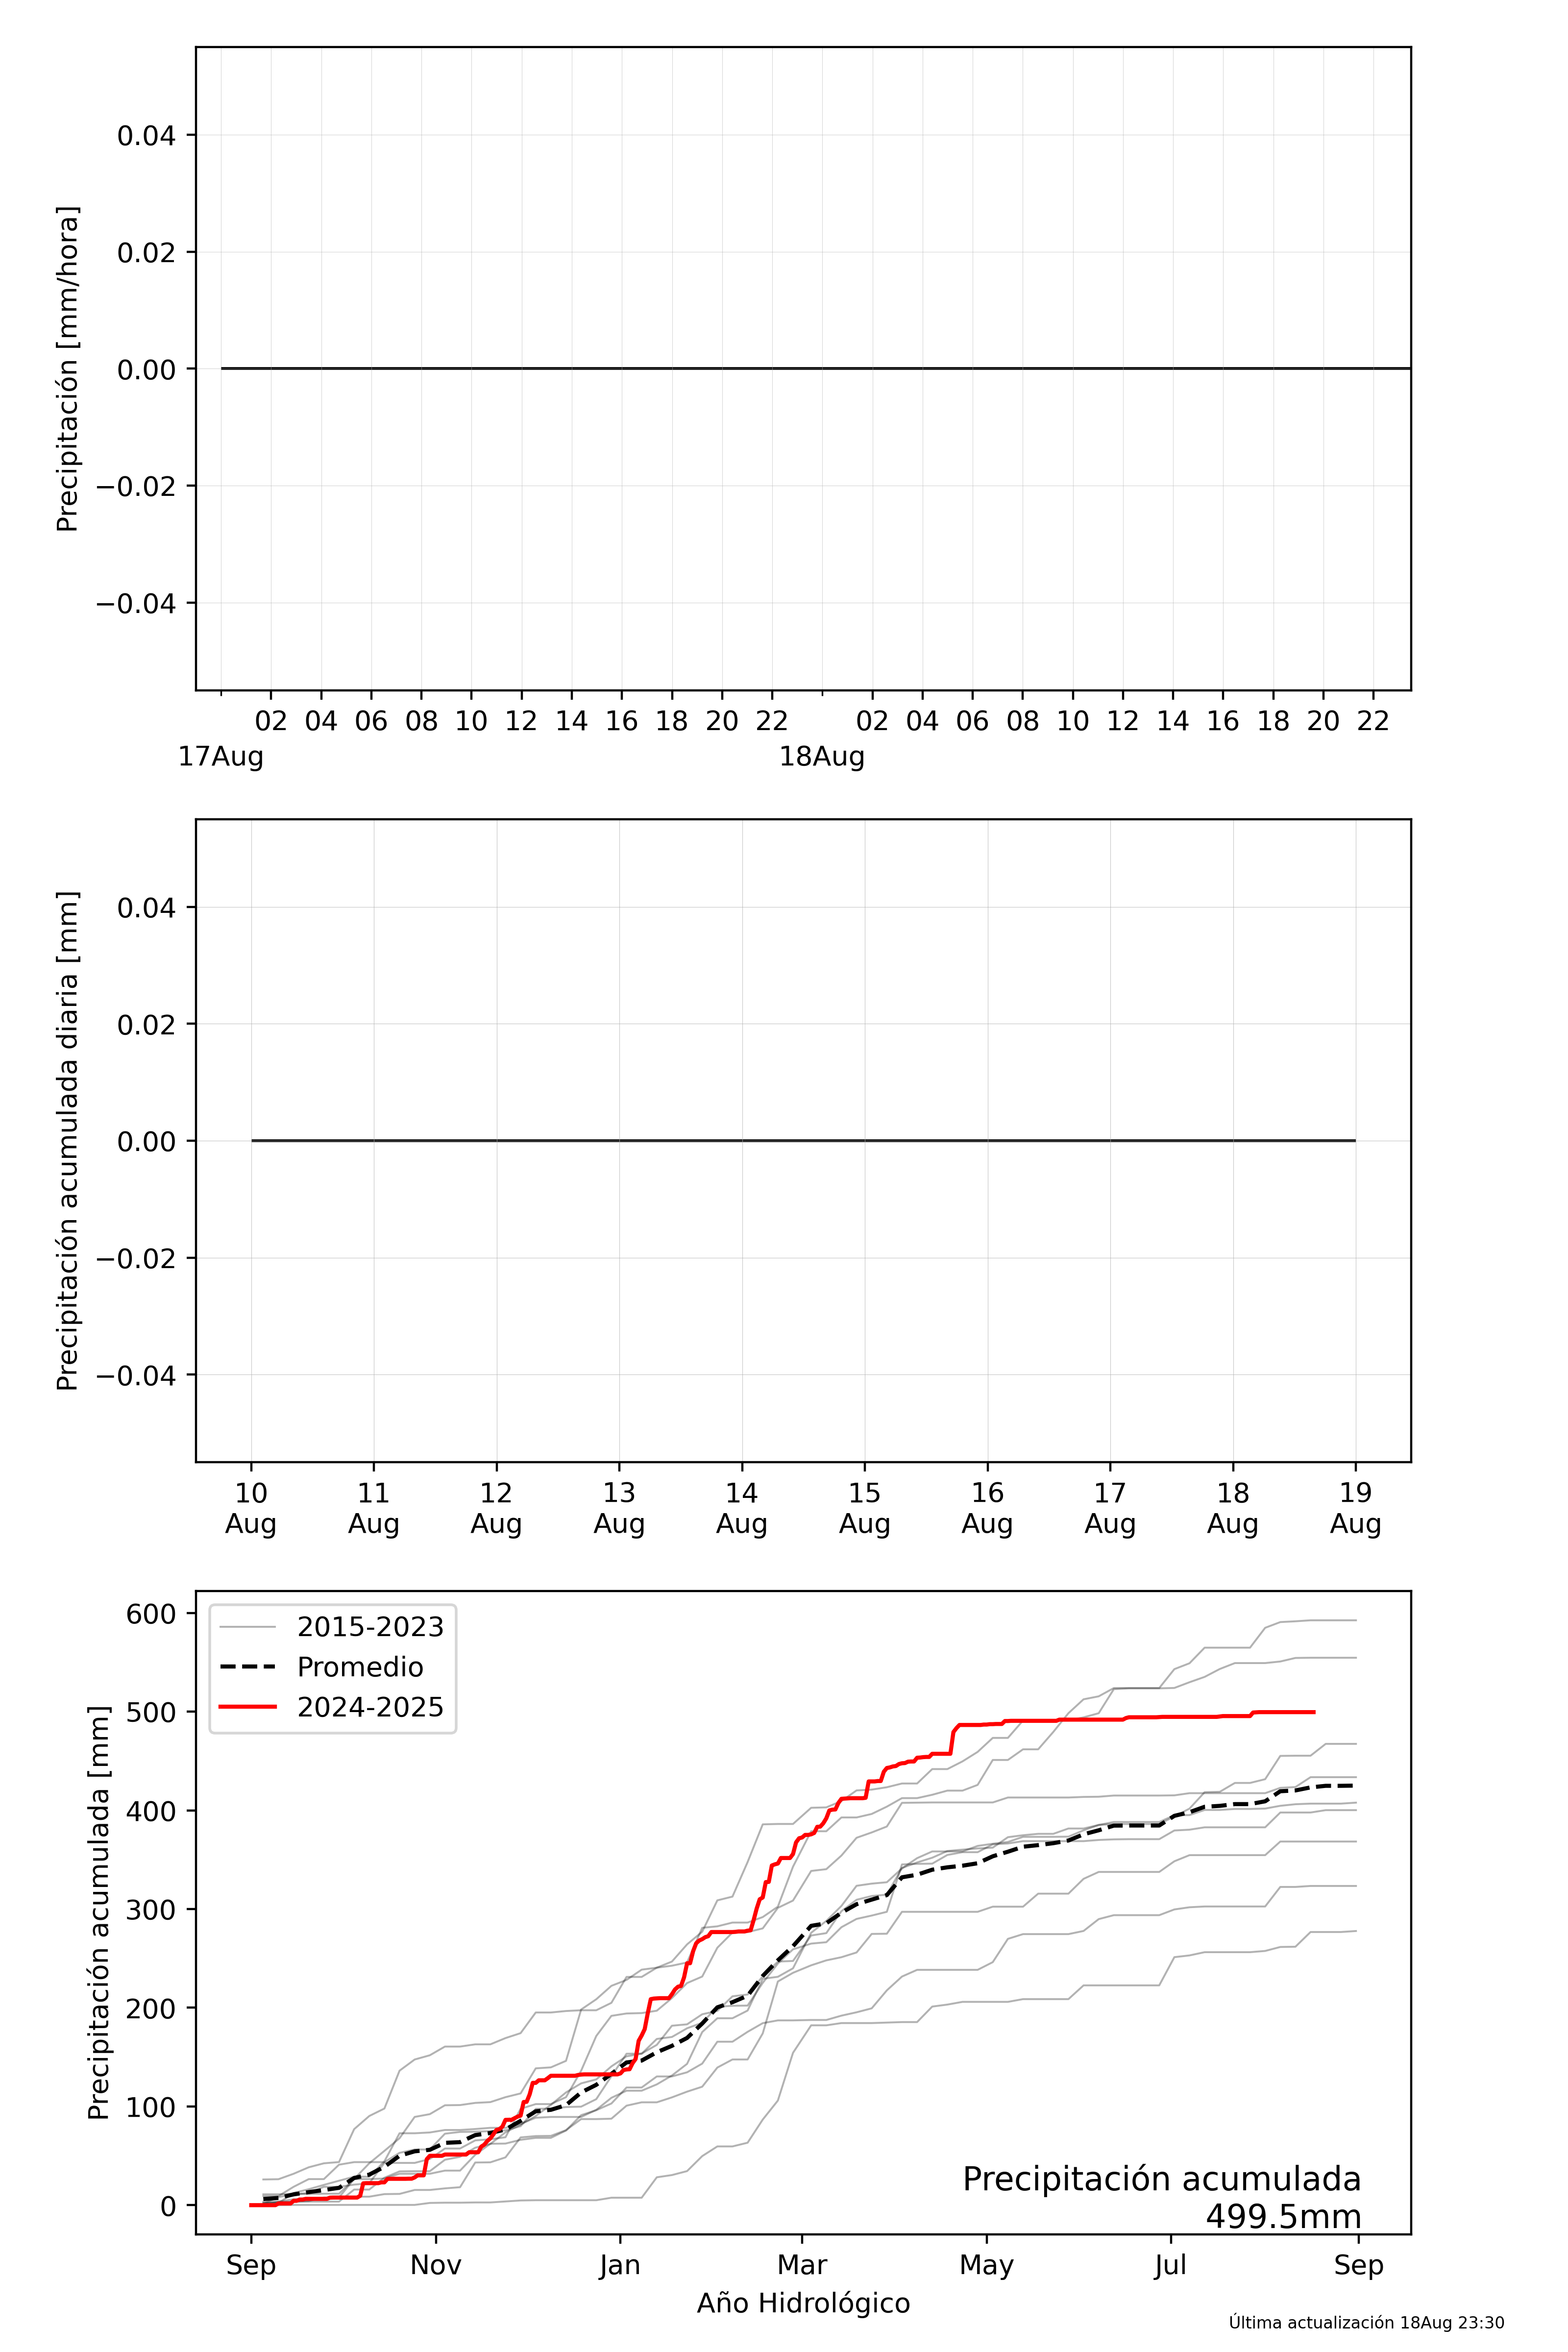 Precipitación [mm/hora]
0.04
0.02
0.00
−0.02
−0.04
02 04 06 08 10 12 14 16 18 20 22 02 04 06 08 10 12 14 16 18 20 22
17Aug 18Aug
Precipitación acumulada diaria [mm]
0.04
0.02
0.00
−0.02
−0.04
10 11 12 13 14 15 16 17 18 19
Aug Aug Aug Aug Aug Aug Aug Aug Aug Aug
Precipitación acumulada [mm]
600
500
400
300
200
100
0
2015-2023
Promedio
2024-2025
Precipitación acumulada
499.5mm
Sep Nov Jan Mar May Jul Sep
Año Hidrológico
Última actualización 18Aug 23:30